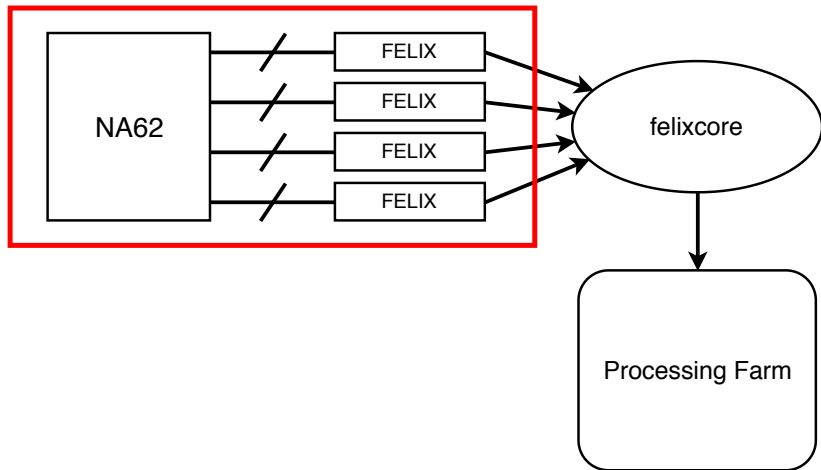 FELIX
FELIX
NA62
felixcore
FELIX
FELIX
Processing Farm